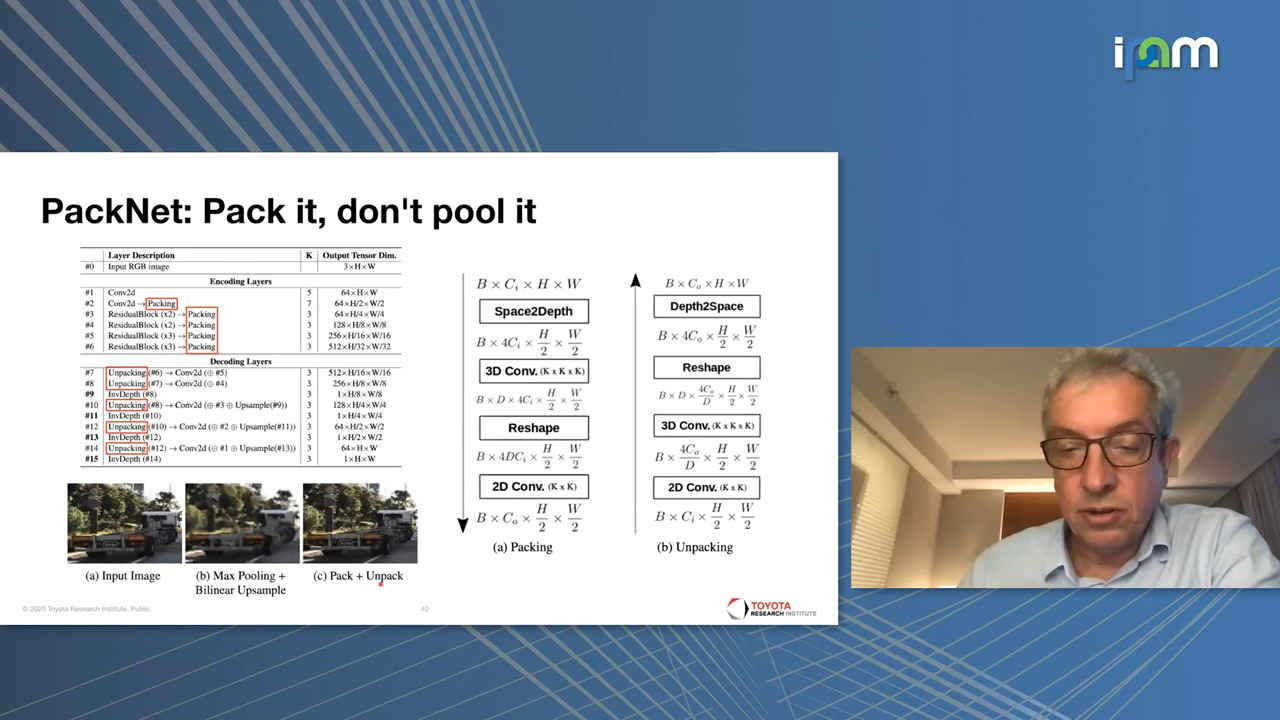 ipam
PackNet: Pack it, don't pool it
Layer Description K Output Tensor Dim.
#0 Input RGB image 3×H×W
Encoding Layers
#1 Conv2d 5 64×H×W
#2 Conv2d → Packing 7 64×H/2×W/2
#3 ResidualBlock (x2) → Packing 3 64×H/4×W/4
#4 ResidualBlock (x2) → Packing 3 128×H/8×W/8
#5 ResidualBlock (x3) → Packing 3 256×H/16×W/16
#6 ResidualBlock (x3) → Packing 3 512×H/32×W/32
Decoding Layers
#7 Unpacking (#6) → Conv2d (⊕ #5) 3 512×H/16×W/16
#8 Unpacking (#7) → Conv2d (⊕ #4) 3 256×H/8×W/8
#9 InvDepth (#8) 3 1×H/8×W/8
#10 Unpacking (#8) → Conv2d (⊕ #3 ⊕ Upsample(#9)) 3 128×H/4×W/4
#11 InvDepth (#10) 3 1×H/4×W/4
#12 Unpacking (#10) → Conv2d (⊕ #2 ⊕ Upsample(#11)) 3 64×H/2×W/2
#13 InvDepth (#12) 3 1×H/2×W/2
#14 Unpacking (#12) → Conv2d (⊕ #1 ⊕ Upsample(#13)) 3 64×H×W
#15 InvDepth (#14) 3 1×H×W
(a) Input Image
(b) Max Pooling +
Bilinear Upsample
(c) Pack + Unpack
B × C_i × H × W
Space2Depth
B × 4C_i × H/2 × W/2
3D Conv. (K x K x K)
B × D × 4C_i × H/2 × W/2
Reshape
B × 4DC_i × H/2 × W/2
2D Conv. (K x K)
B × C_o × H/2 × W/2
(a) Packing
B × C_o × H × W
Depth2Space
B × 4C_o × H/2 × W/2
Reshape
B × D × 4C_o/D × H/2 × W/2
3D Conv. (K x K x K)
B × 4C_o/D × H/2 × W/2
2D Conv. (K x K)
B × C_i × H/2 × W/2
(b) Unpacking
© 2020 Toyota Research Institute. Public.
40
TOYOTA
RESEARCH INSTITUTE